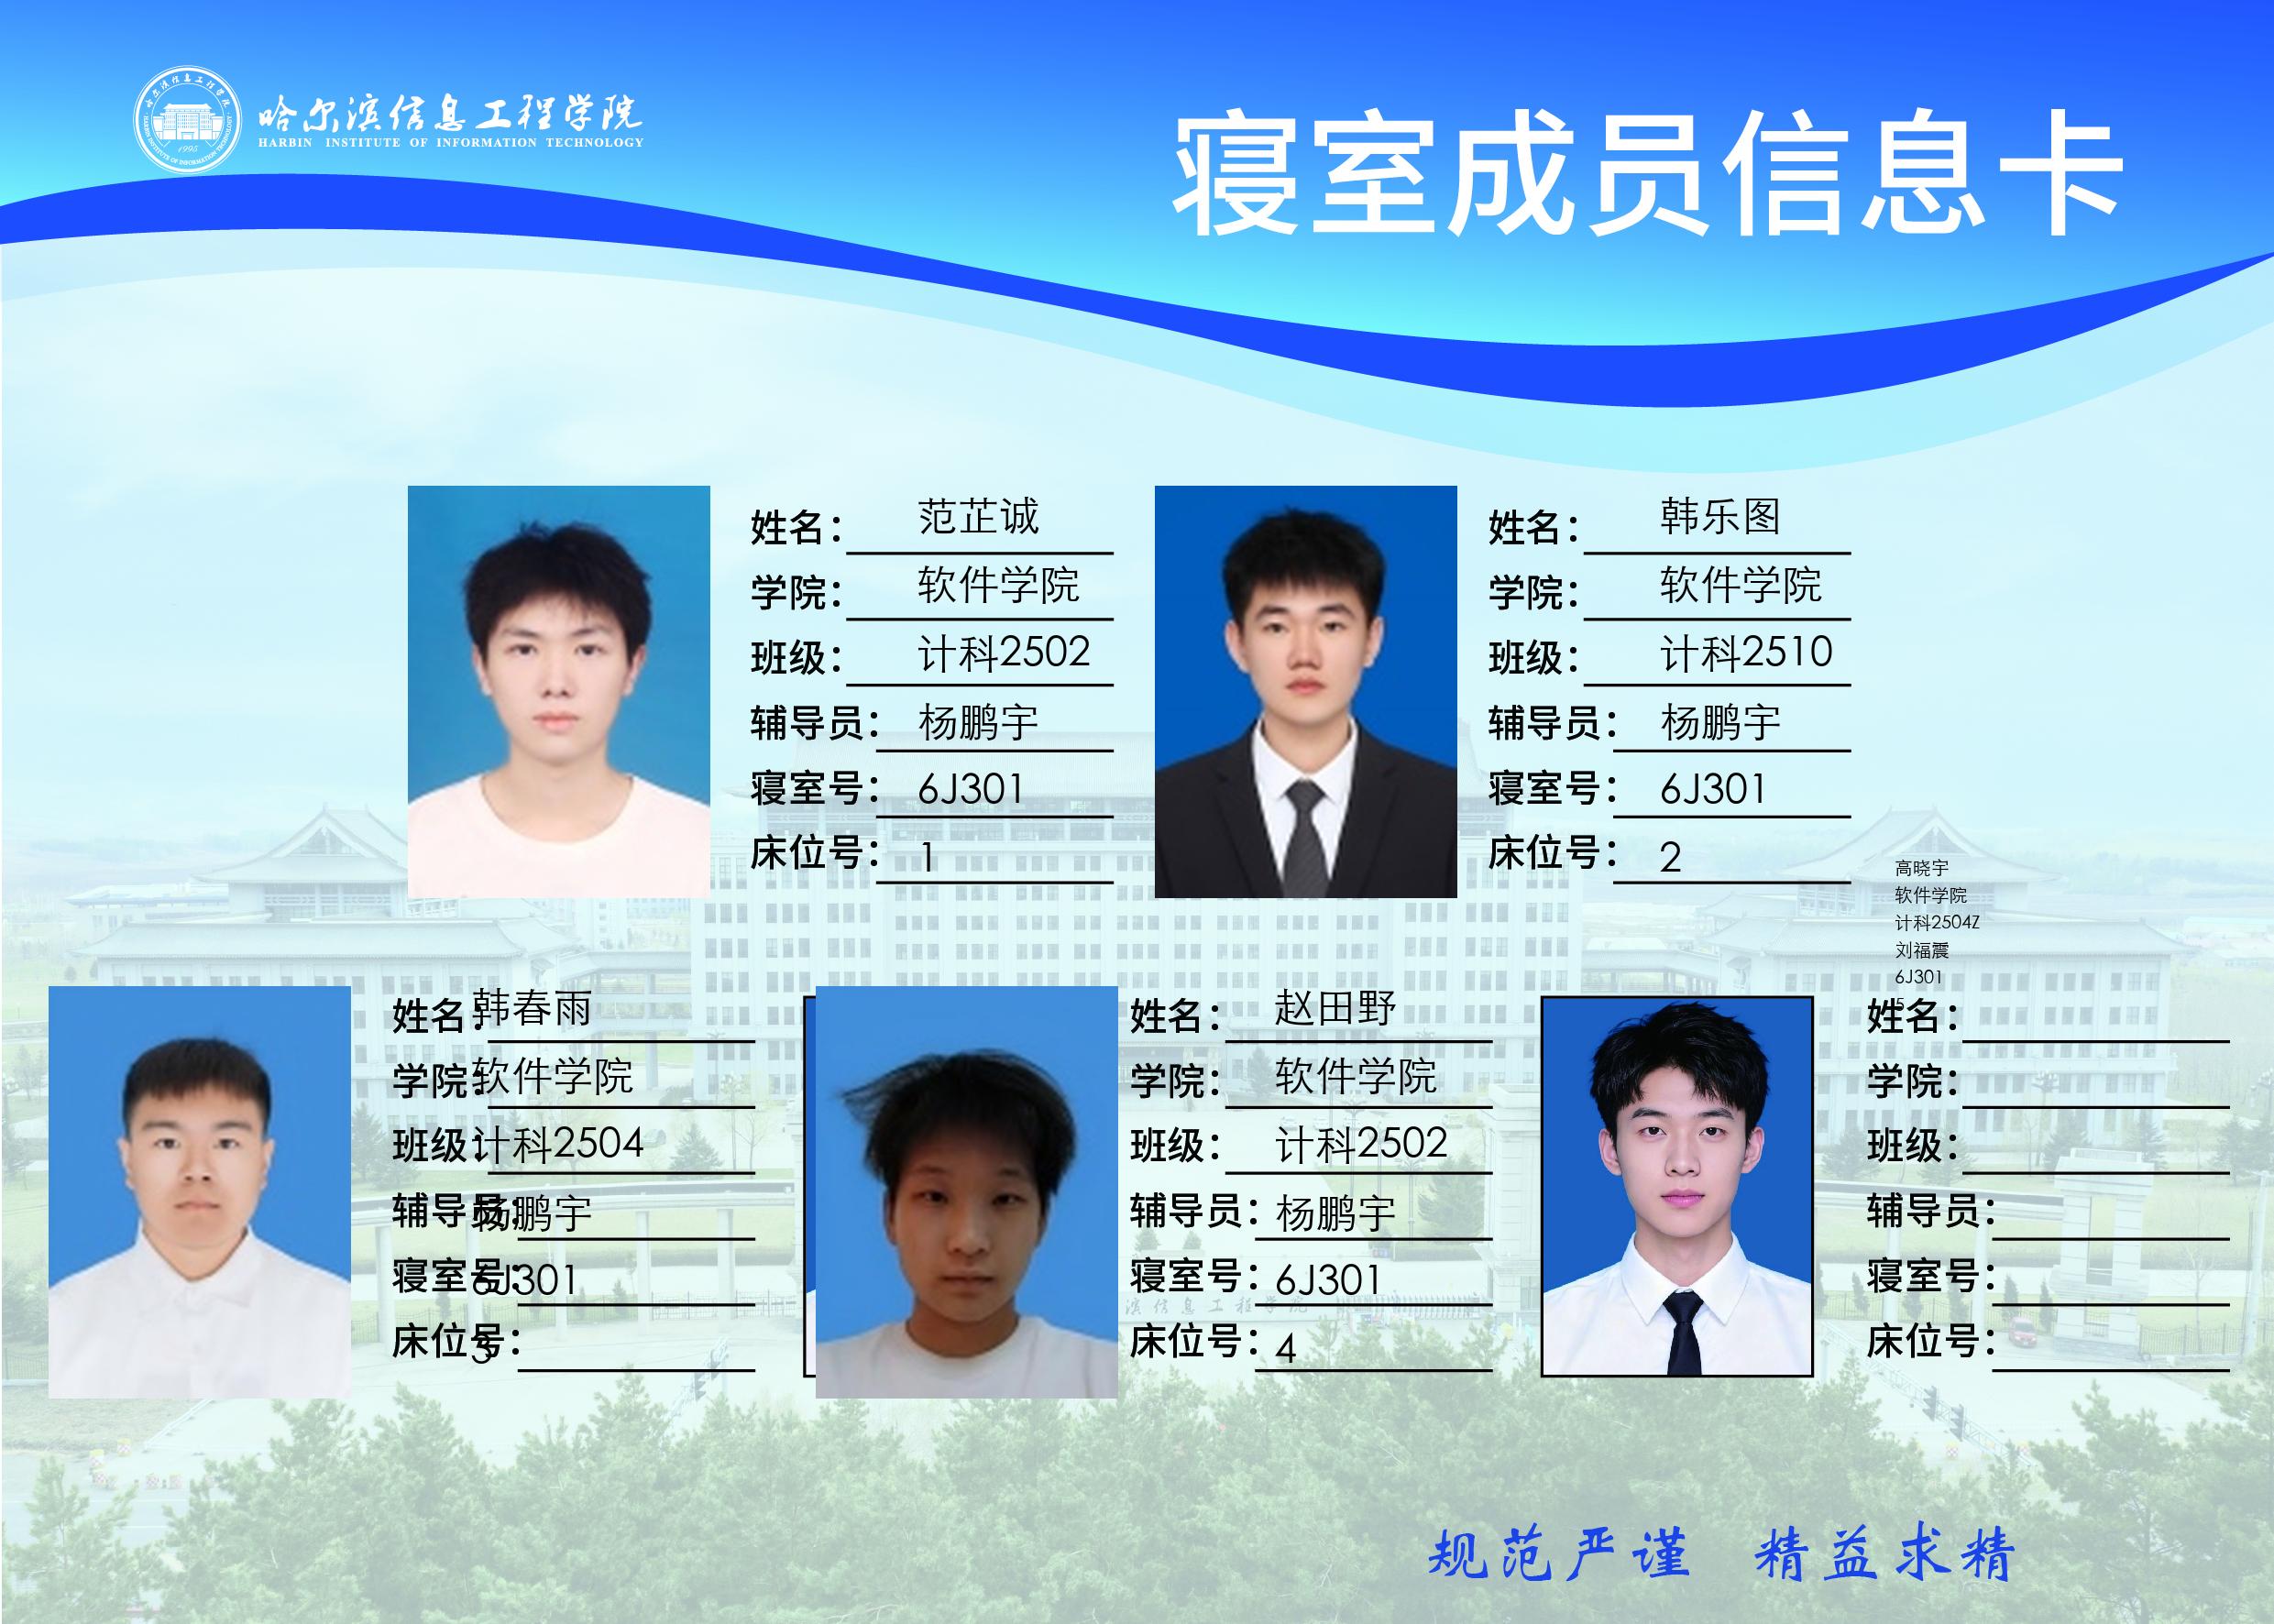 哈尔滨信息工程学院
HARBIN INSTITUTE OF INFORMATION TECHNOLOGY
1995
寝室成员信息卡
姓名：范芷诚
学院：软件学院
班级：计科2502
辅导员：杨鹏宇
寝室号：6J301
床位号：1
姓名：韩乐图
学院：软件学院
班级：计科2510
辅导员：杨鹏宇
寝室号：6J301
床位号：2
高晓宇
软件学院
计科2504Z
刘福震
6J301
5
姓名：韩春雨
学院：软件学院
班级：计科2504
辅导员：杨鹏宇
寝室号：6J301
床位号：3
姓名：赵田野
学院：软件学院
班级：计科2502
辅导员：杨鹏宇
寝室号：6J301
床位号：4
姓名：
学院：
班级：
辅导员：
寝室号：
床位号：
规范严谨 精益求精